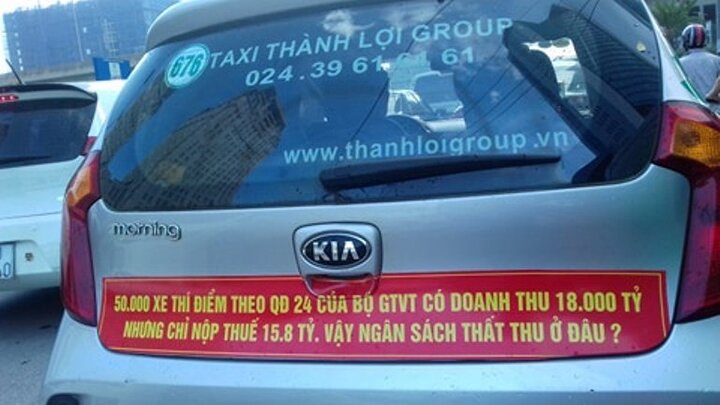 676 TAXI THÀNH LỢI GROUP
024.39 61 61 61
www.thanhloigroup.vn
morning
KIA
50.000 XE THÍ ĐIỂM THEO QĐ 24 CỦA BỘ GTVT CÓ DOANH THU 18.000 TỶ
NHƯNG CHỈ NỘP THUẾ 15.8 TỶ. VẬY NGÂN SÁCH THẤT THU Ở ĐÂU ?